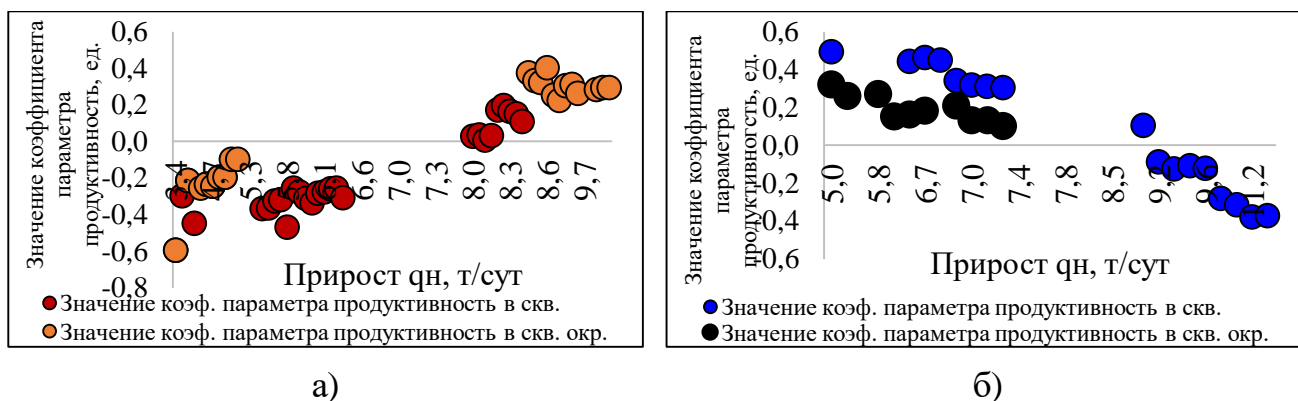 Значение коэффициента
параметра
продуктивность, ед.
0,6
0,4
0,2
0,0
-0,2
-0,4
-0,6
-0,8
5,3
6,6
7,0
7,3
8,0
8,3
8,6
9,7
Прирост qн, т/сут
Значение коэф. параметра продуктивность в скв.
Значение коэф. параметра продуктивность в скв. окр.
а)
Значение коэффициента
параметра
продуктивногсть, ед.
0,6
0,4
0,2
0,0
0,2
0,4
0,6
5,0
5,8
6,7
7,0
7,4
7,8
8,5
11,2
Прирост qн, т/сут
Значение коэф. параметра продуктивность в скв.
Значение коэф. параметра продуктивность в скв. окр.
б)